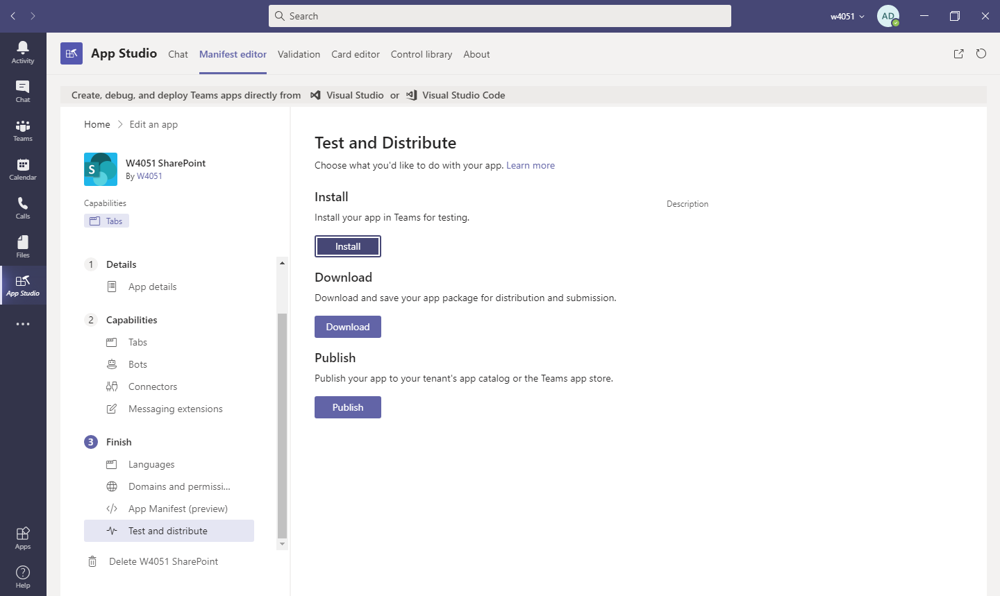 Search
w4051
AD
Activity
Chat
Teams
Calendar
Calls
Files
App Studio
Apps
Help
App Studio
Chat
Manifest editor
Validation
Card editor
Control library
About
Create, debug, and deploy Teams apps directly from Visual Studio or Visual Studio Code
Home
Edit an app
S
W4051 SharePoint
By W4051
Capabilities
Tabs
1 Details
App details
2 Capabilities
Tabs
Bots
Connectors
Messaging extensions
3 Finish
Languages
Domains and permissi...
App Manifest (preview)
Test and distribute
Delete W4051 SharePoint
Test and Distribute
Choose what you'd like to do with your app. Learn more
Install
Install your app in Teams for testing.
Install
Description
Download
Download and save your app package for distribution and submission.
Download
Publish
Publish your app to your tenant's app catalog or the Teams app store.
Publish